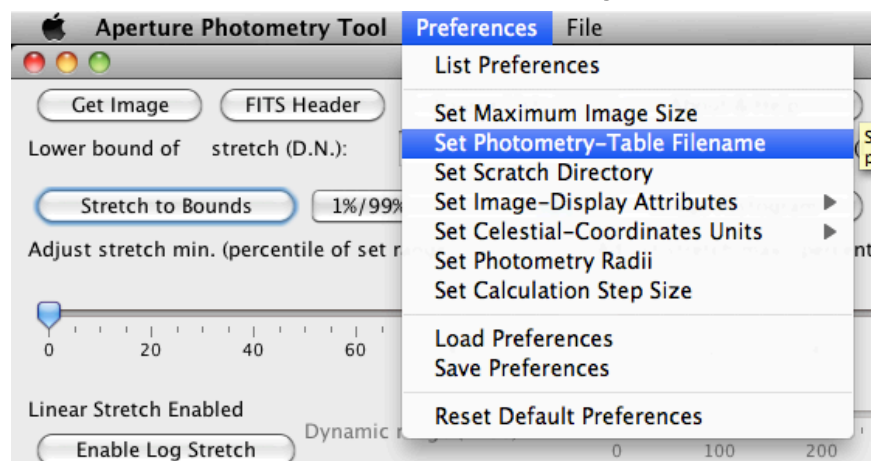 Aperture Photometry Tool Preferences File
List Preferences
Get Image FITS Header
Set Maximum Image Size
Lower bound of stretch (D.N.): Set Photometry-Table Filename
Set Scratch Directory
Stretch to Bounds 1%/99% Set Image-Display Attributes
Set Celestial-Coordinates Units
Adjust stretch min. (percentile of set
Set Photometry Radii
Set Calculation Step Size
Load Preferences
0 20 40 60
Save Preferences
Linear Stretch Enabled
Reset Default Preferences
Dynamic
Enable Log Stretch 0 100 200